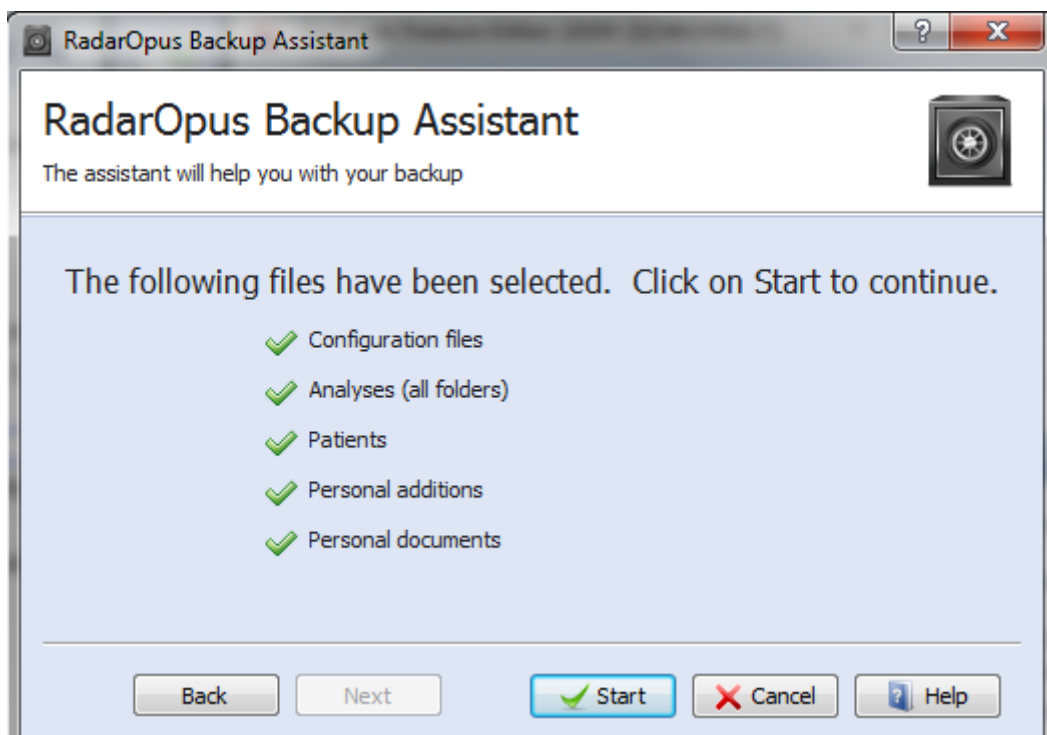 RadarOpus Backup Assistant
RadarOpus Backup Assistant
The assistant will help you with your backup
The following files have been selected. Click on Start to continue.
Configuration files
Analyses (all folders)
Patients
Personal additions
Personal documents
Back Next Start Cancel Help